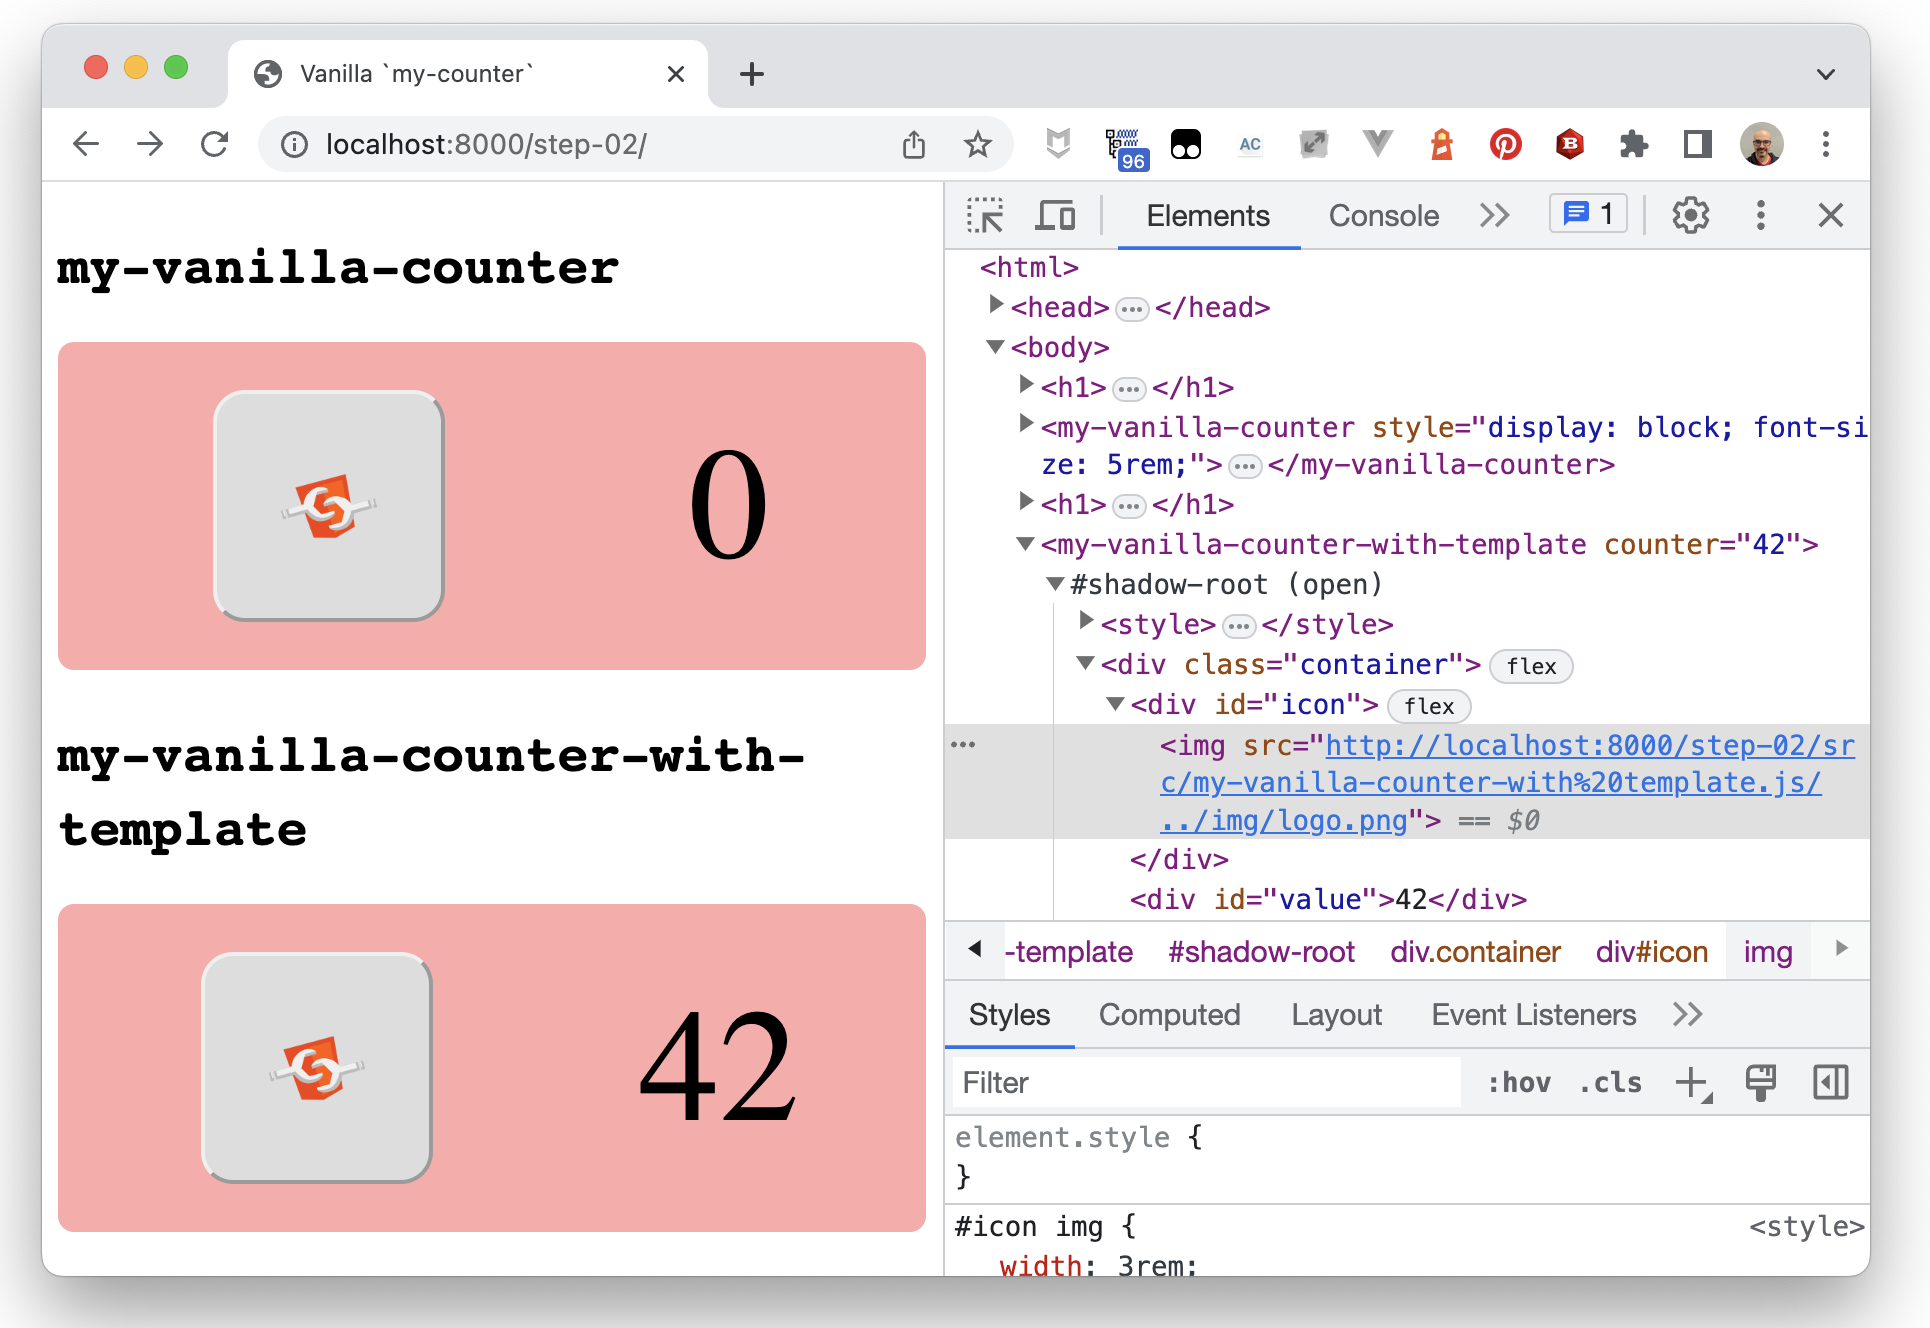 Vanilla `my-counter`
localhost:8000/step-02/
96
AC
B
my-vanilla-counter
0
my-vanilla-counter-with-
template
42
Elements Console 1
<html>
<head> ••• </head>
<body>
<h1> ••• </h1>
<my-vanilla-counter style="display: block; font-si
ze: 5rem;"> ••• </my-vanilla-counter>
<h1> ••• </h1>
<my-vanilla-counter-with-template counter="42">
#shadow-root (open)
<style> ••• </style>
<div class="container"> flex
<div id="icon"> flex
••• <img src="http://localhost:8000/step-02/sr
c/my-vanilla-counter-with%20template.js/
../img/logo.png"> == $0
</div>
<div id="value">42</div>
-template #shadow-root div.container div#icon img
Styles Computed Layout Event Listeners
Filter :hov .cls
element.style {
}
#icon img { <style>
width: 3rem;